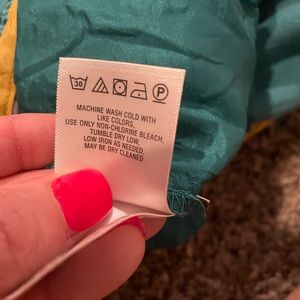 30 P
MACHINE WASH COLD WITH
LIKE COLORS,
USE ONLY NON-CHLORINE BLEACH,
TUMBLE DRY LOW,
LOW IRON AS NEEDED,
MAY BE DRY CLEANED